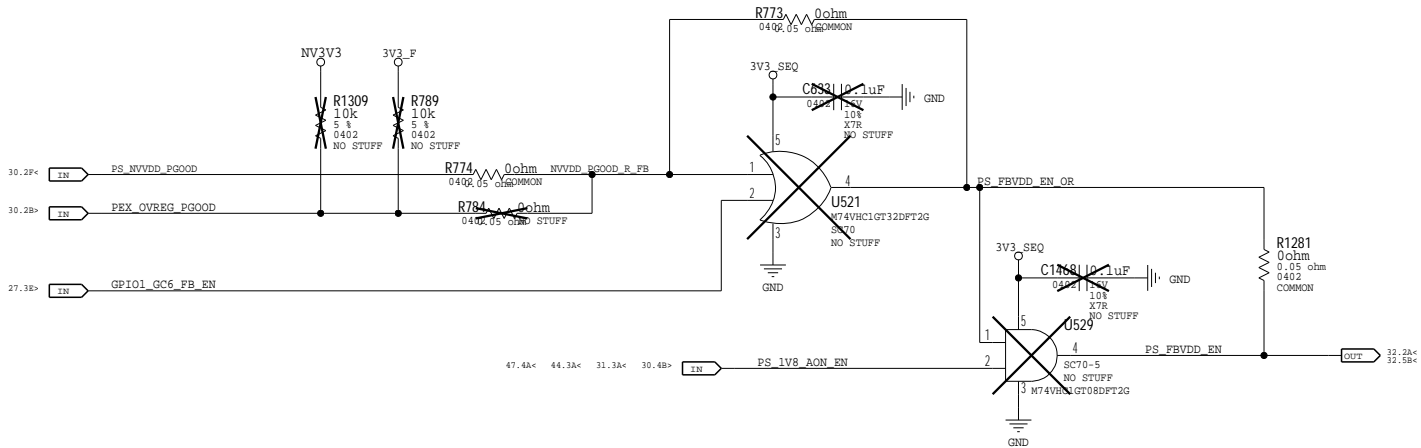 R773 0ohm
0402 0.05 ohm COMMON
NV3V3
3V3_F
3V3_SEQ
R1309
10k
5 %
0402
NO STUFF
R789
10k
5 %
0402
NO STUFF
C633 0.1uF
0402 16V
10%
X7R
NO STUFF
GND
5
30.2F<
IN
PS_NVVDD_PGOOD
R774 0ohm
0402 0.05 ohm COMMON
NVVDD_PGOOD_R_FB
1
4
PS_FBVDD_EN_OR
2
U521
M74VHC1GT32DFT2G
SC70
NO STUFF
3
30.2B>
IN
PEX_OVREG_PGOOD
R784 0ohm
0402 0.05 ohm NO STUFF
GND
27.3E>
IN
GPIO1_GC6_FB_EN
3V3_SEQ
R1281
0ohm
0.05 ohm
0402
COMMON
C1468 0.1uF
0402 16V
10%
X7R
NO STUFF
GND
5
U529
1
4
PS_FBVDD_EN
OUT
32.2A<
32.5B<
47.4A< 44.3A< 31.3A< 30.4B>
IN
PS_1V8_AON_EN
2
SC70-5
NO STUFF
3
M74VHC1GT08DFT2G
GND